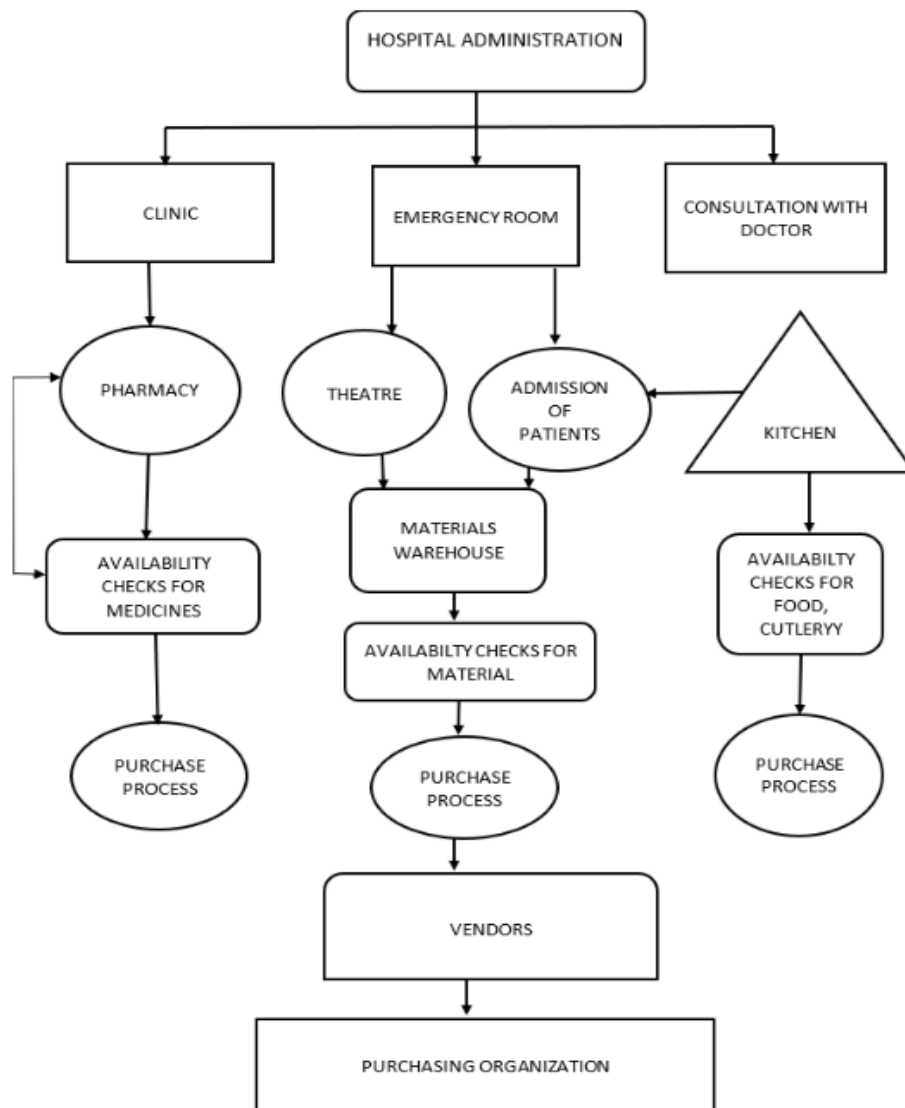 HOSPITAL ADMINISTRATION
CLINIC
EMERGENCY ROOM
CONSULTATION WITH
DOCTOR
PHARMACY
THEATRE
ADMISSION
OF
PATIENTS
KITCHEN
AVAILABILITY
CHECKS FOR
MEDICINES
MATERIALS
WAREHOUSE
AVAILABILTY
CHECKS FOR
FOOD,
CUTLERYY
AVAILABILTY CHECKS FOR
MATERIAL
PURCHASE
PROCESS
PURCHASE
PROCESS
PURCHASE
PROCESS
VENDORS
PURCHASING ORGANIZATION